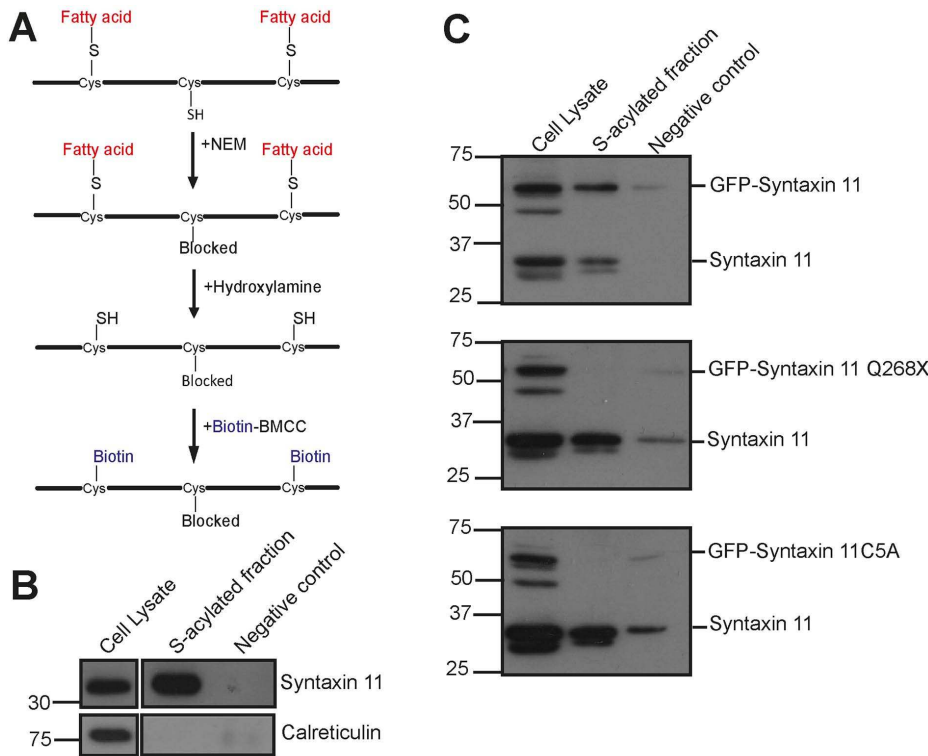 A
Fatty acid Fatty acid
S S
Cys Cys Cys
SH
+NEM
Fatty acid Fatty acid
S S
Cys Cys Cys
Blocked
+Hydroxylamine
SH SH
Cys Cys Cys
Blocked
+Biotin-BMCC
Biotin Biotin
Cys Cys Cys
Blocked
B
Cell Lysate
S-acylated fraction
Negative control
Syntaxin 11
30
Calreticulin
75
C
Cell Lysate
S-acylated fraction
Negative control
75
GFP-Syntaxin 11
50
37
Syntaxin 11
25
75
GFP-Syntaxin 11 Q268X
50
37
Syntaxin 11
25
75
GFP-Syntaxin 11C5A
50
37
Syntaxin 11
25